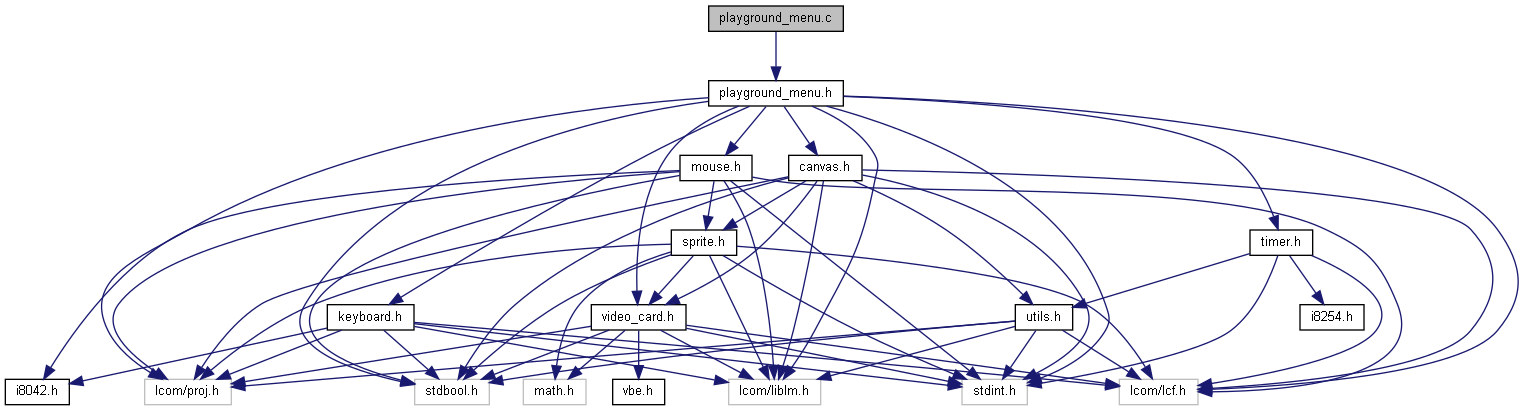 playground_menu.c
playground_menu.h
mouse.h
canvas.h
sprite.h
timer.h
keyboard.h
video_card.h
utils.h
i8254.h
i8042.h
lcom/proj.h
stdbool.h
math.h
vbe.h
lcom/liblm.h
stdint.h
lcom/lcf.h